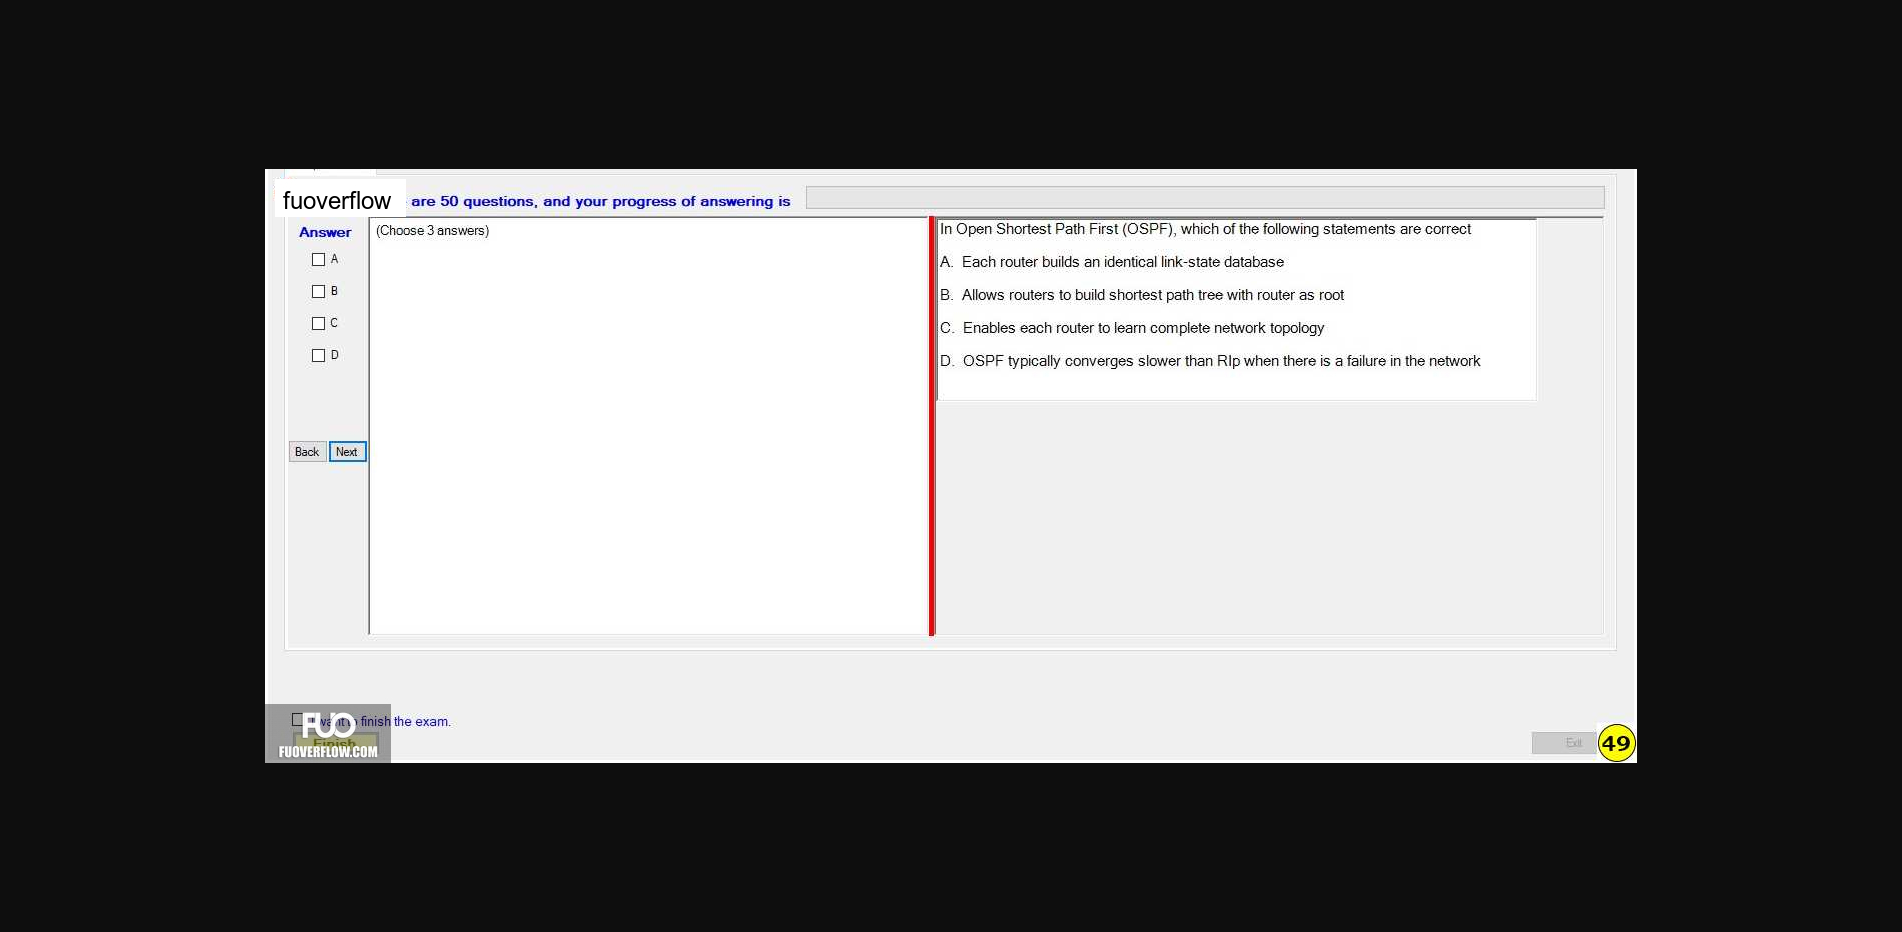 fuoverflow are 50 questions, and your progress of answering is
Answer
A
B
C
D
Back Next
(Choose 3 answers)
In Open Shortest Path First (OSPF), which of the following statements are correct
A. Each router builds an identical link-state database
B. Allows routers to build shortest path tree with router as root
C. Enables each router to learn complete network topology
D. OSPF typically converges slower than RIp when there is a failure in the network
I want to finish the exam.
FUO
Finish
FUOVERFLOW.COM
Exit
49